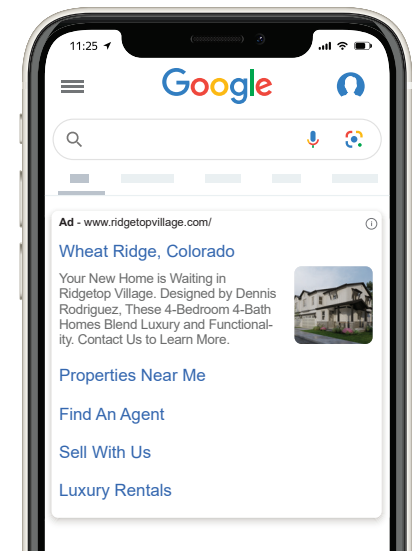 11:25
Google
Ad - www.ridgetopvillage.com/
Wheat Ridge, Colorado
Your New Home is Waiting in
Ridgetop Village. Designed by Dennis
Rodriguez, These 4-Bedroom 4-Bath
Homes Blend Luxury and Functional-
ity. Contact Us to Learn More.
Properties Near Me
Find An Agent
Sell With Us
Luxury Rentals